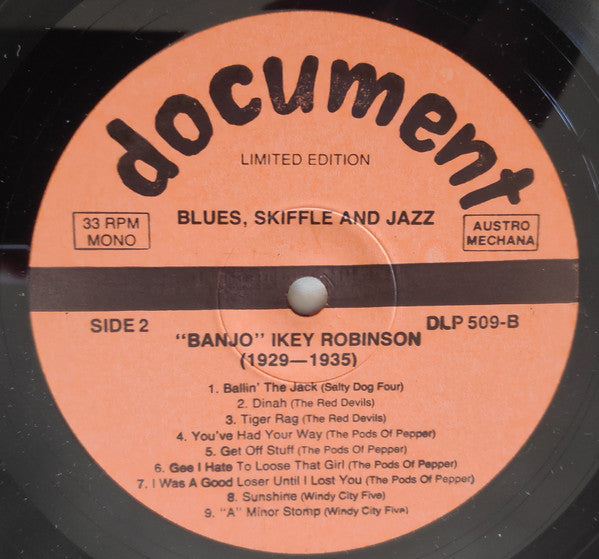 document
LIMITED EDITION
BLUES, SKIFFLE AND JAZZ
33 RPM
MONO
AUSTRO
MECHANA
SIDE 2
DLP 509-B
"BANJO" IKEY ROBINSON
(1929—1935)
1. Ballin' The Jack (Salty Dog Four)
2. Dinah (The Red Devils)
3. Tiger Rag (The Red Devils)
4. You've Had Your Way (The Pods Of Pepper)
5. Get Off Stuff (The Pods Of Pepper)
6. Gee I Hate To Loose That Girl (The Pods Of Pepper)
7. I Was A Good Loser Until I Lost You (The Pods Of Pepper)
8. Sunshine (Windy City Five)
9. "A" Minor Stomp (Windy City Five)